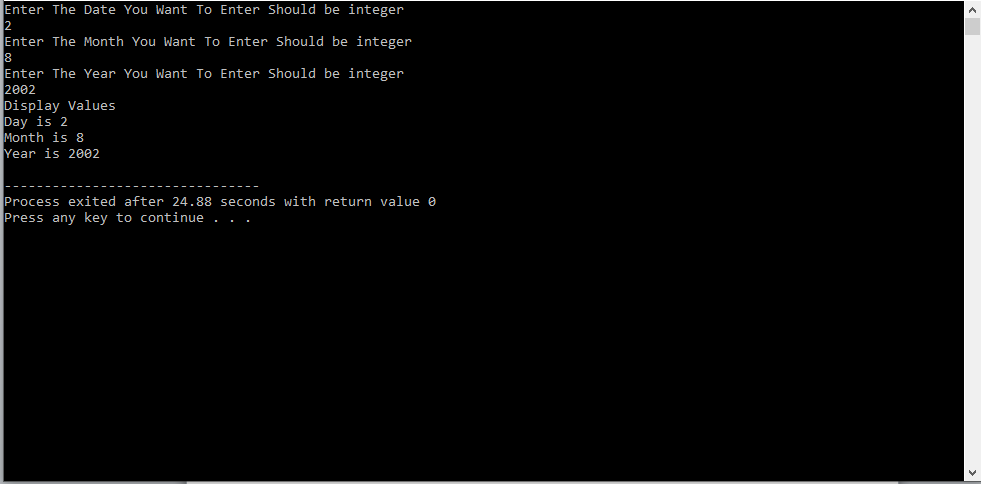 Enter The Date You Want To Enter Should be integer
2
Enter The Month You Want To Enter Should be integer
8
Enter The Year You Want To Enter Should be integer
2002
Display Values
Day is 2
Month is 8
Year is 2002
--------------------------------
Process exited after 24.88 seconds with return value 0
Press any key to continue . . .